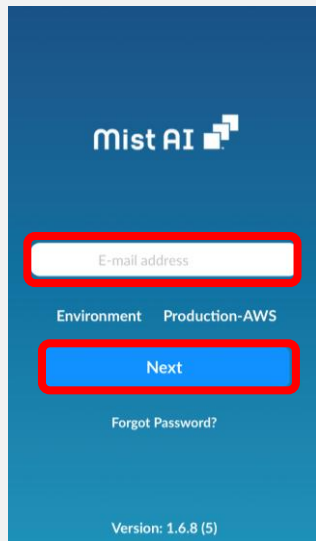 Mist AI
E-mail address
Environment Production-AWS
Next
Forgot Password?
Version: 1.6.8 (5)